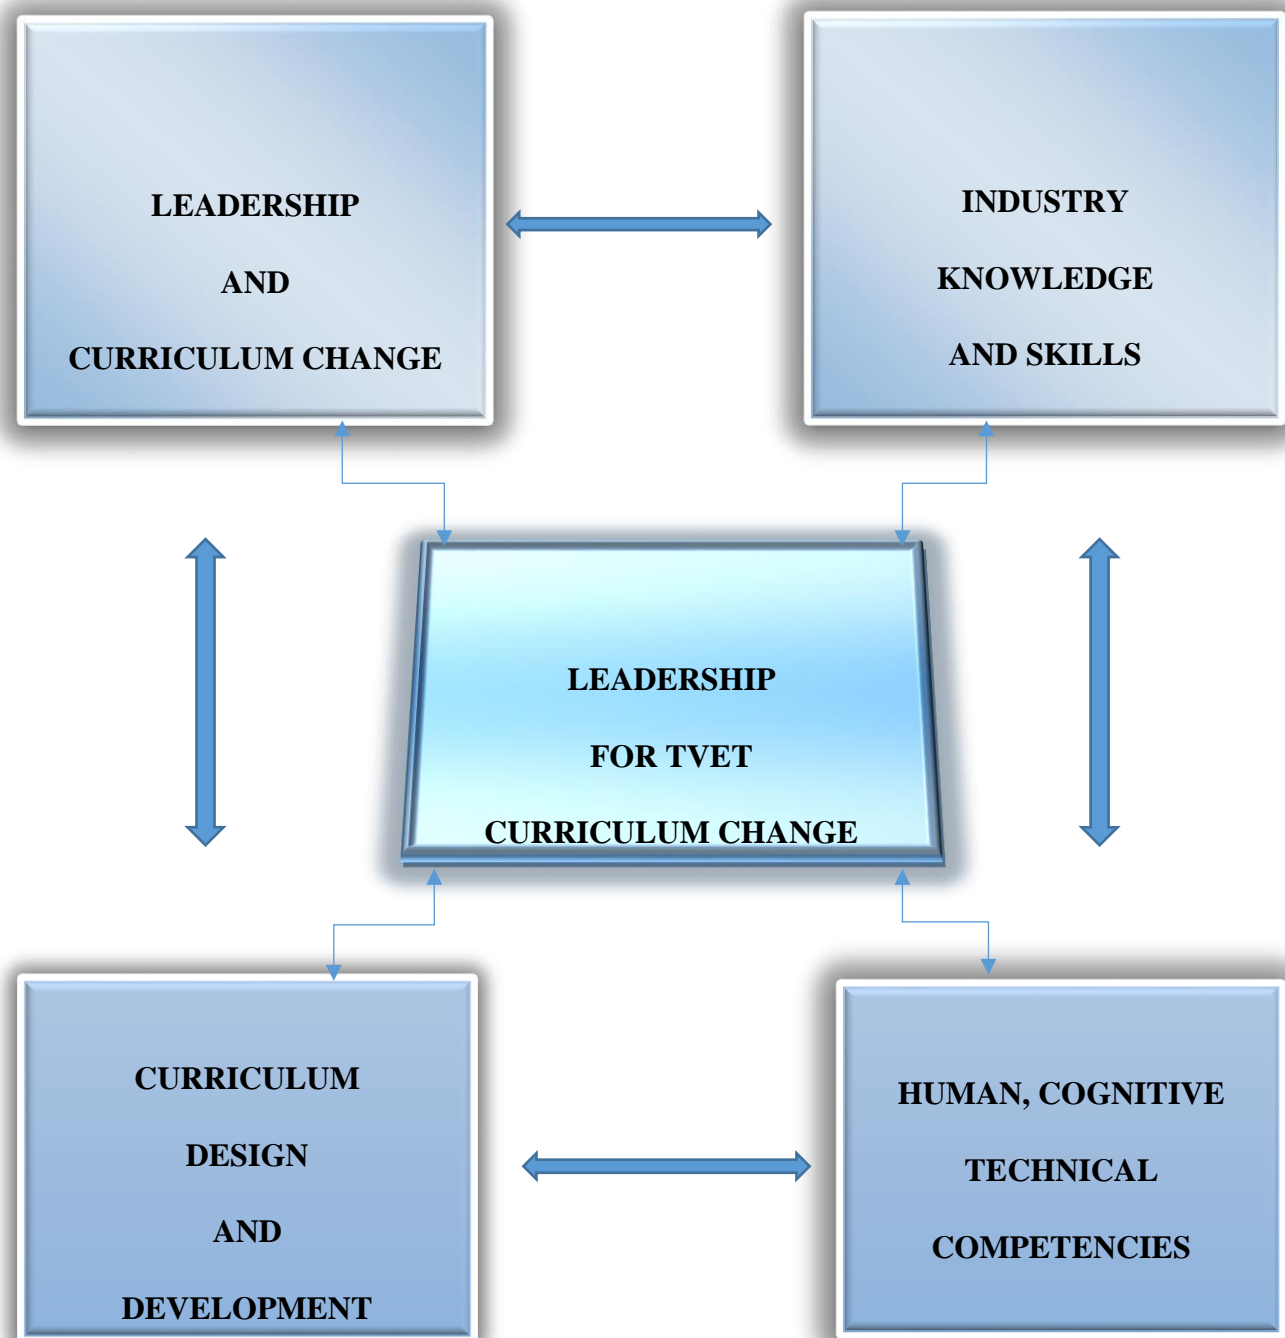 LEADERSHIP
AND
CURRICULUM CHANGE
INDUSTRY
KNOWLEDGE
AND SKILLS
LEADERSHIP
FOR TVET
CURRICULUM CHANGE
CURRICULUM
DESIGN
AND
DEVELOPMENT
HUMAN, COGNITIVE
TECHNICAL
COMPETENCIES